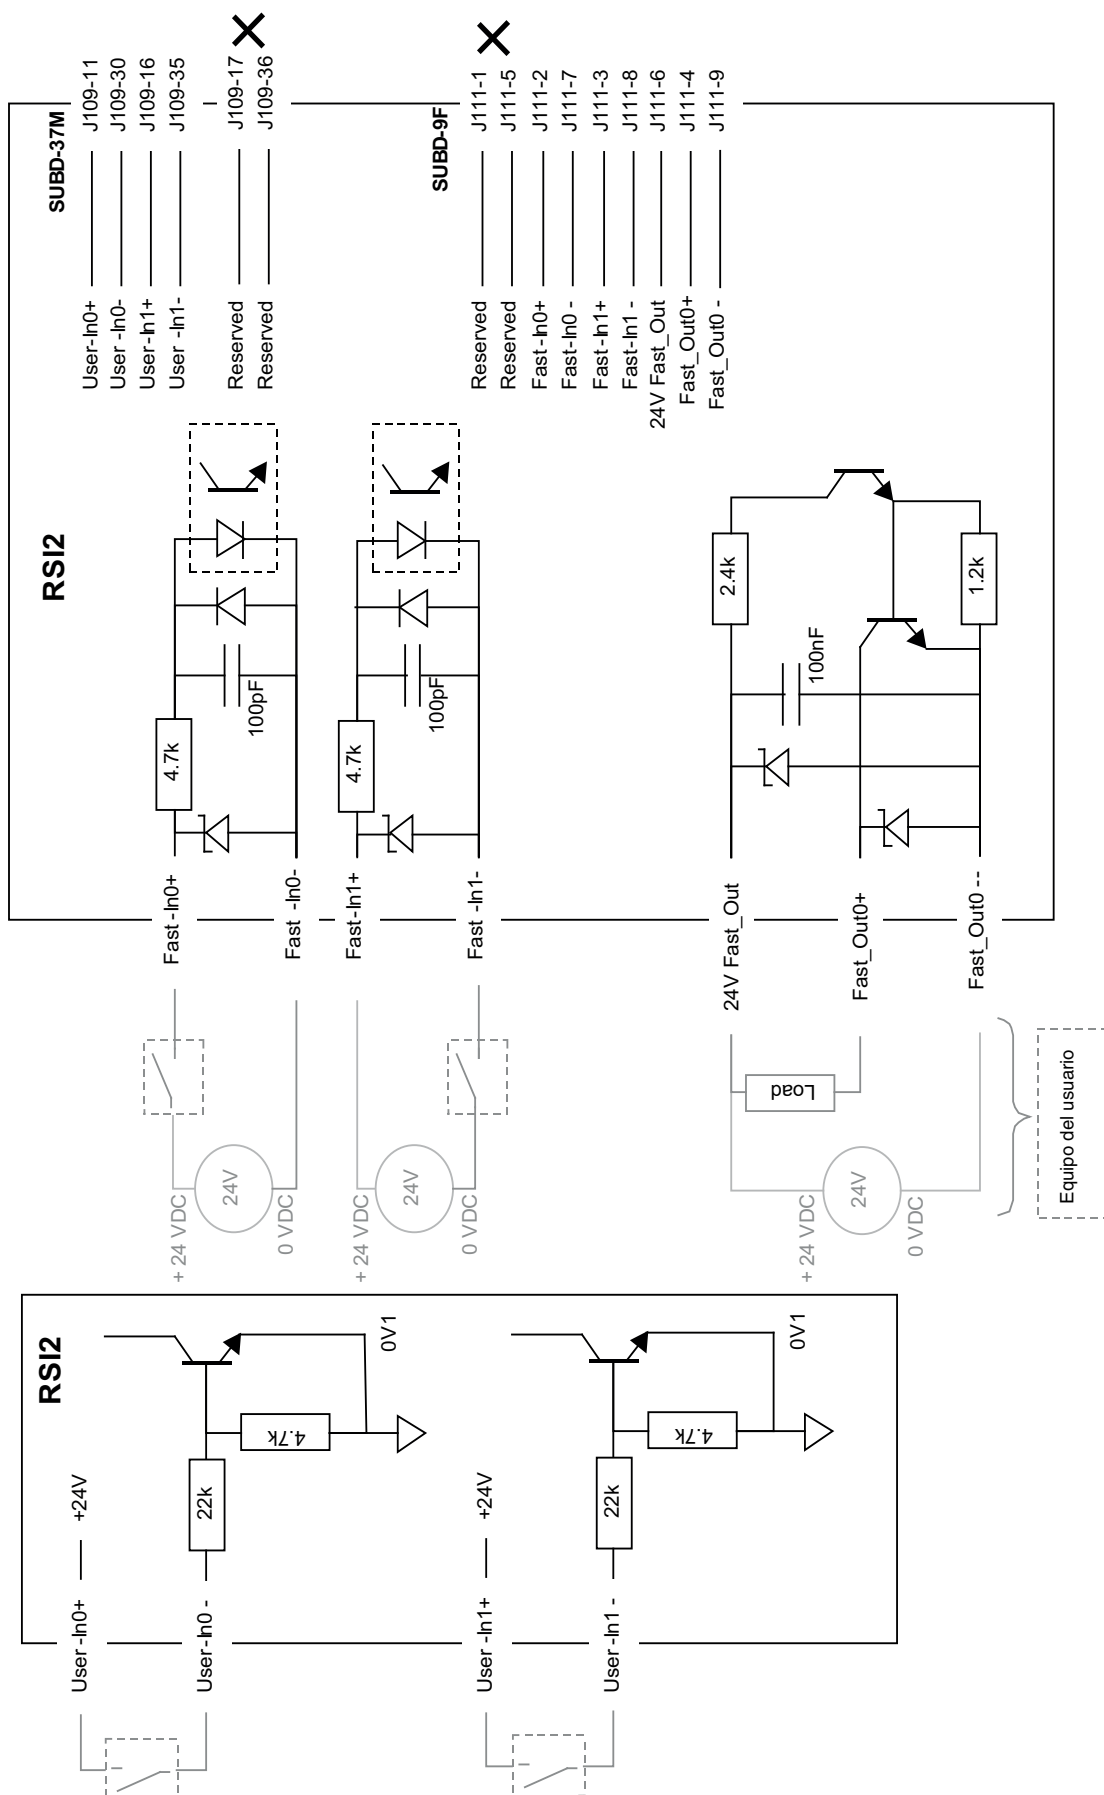 RSI2
User -In0+
+24V
User-In0 -
22k
4.7k
0V1
User -In1+
+24V
User-In1 -
22k
4.7k
0V1
+ 24 VDC
24V
0 VDC
+ 24 VDC
24V
0 VDC
+ 24 VDC
24V
0 VDC
Load
Equipo del usuario
RSI2
Fast -In0+
4.7k
100pF
Fast -In0-
Fast-In1+
4.7k
100pF
Fast -In1-
24V Fast_Out
2.4k
100nF
Fast_Out0+
1.2k
Fast_Out0 --
SUBD-37M
User-In0+ J109-11
User -In0- J109-30
User-In1+ J109-16
User -In1- J109-35
Reserved J109-17
Reserved J109-36
SUBD-9F
Reserved J111-1
Reserved J111-5
Fast -In0+ J111-2
Fast-In0 - J111-7
Fast-In1+ J111-3
Fast-In1 - J111-8
24V Fast_Out J111-6
Fast_Out0+ J111-4
Fast_Out0 - J111-9